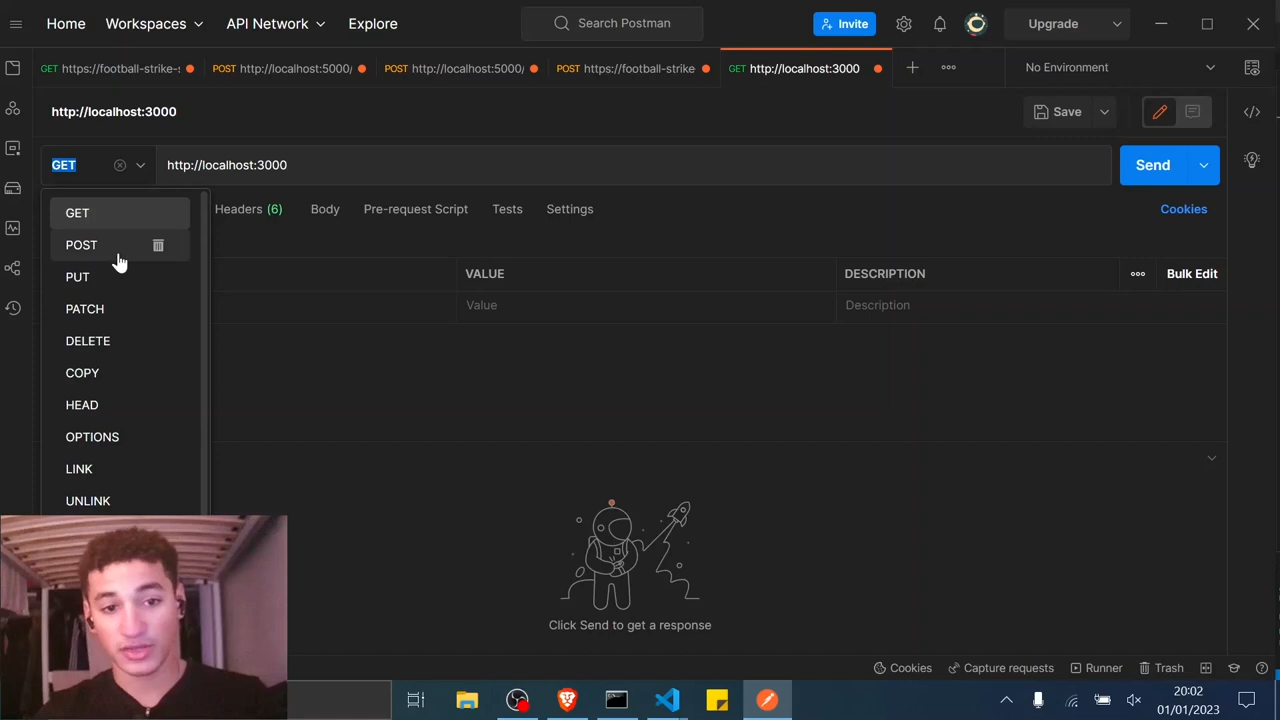 Home Workspaces API Network Explore Search Postman Invite Upgrade
GET https://football-strike-s POST http://localhost:5000/ POST http://localhost:5000/ POST https://football-strike- GET http://localhost:3000 No Environment
http://localhost:3000 Save
GET http://localhost:3000 Send
Headers (6) Body Pre-request Script Tests Settings Cookies
GET
POST
PUT
PATCH
DELETE
COPY
HEAD
OPTIONS
LINK
UNLINK
VALUE DESCRIPTION Bulk Edit
Value Description
Click Send to get a response
Cookies Capture requests Runner Trash
20:02
01/01/2023